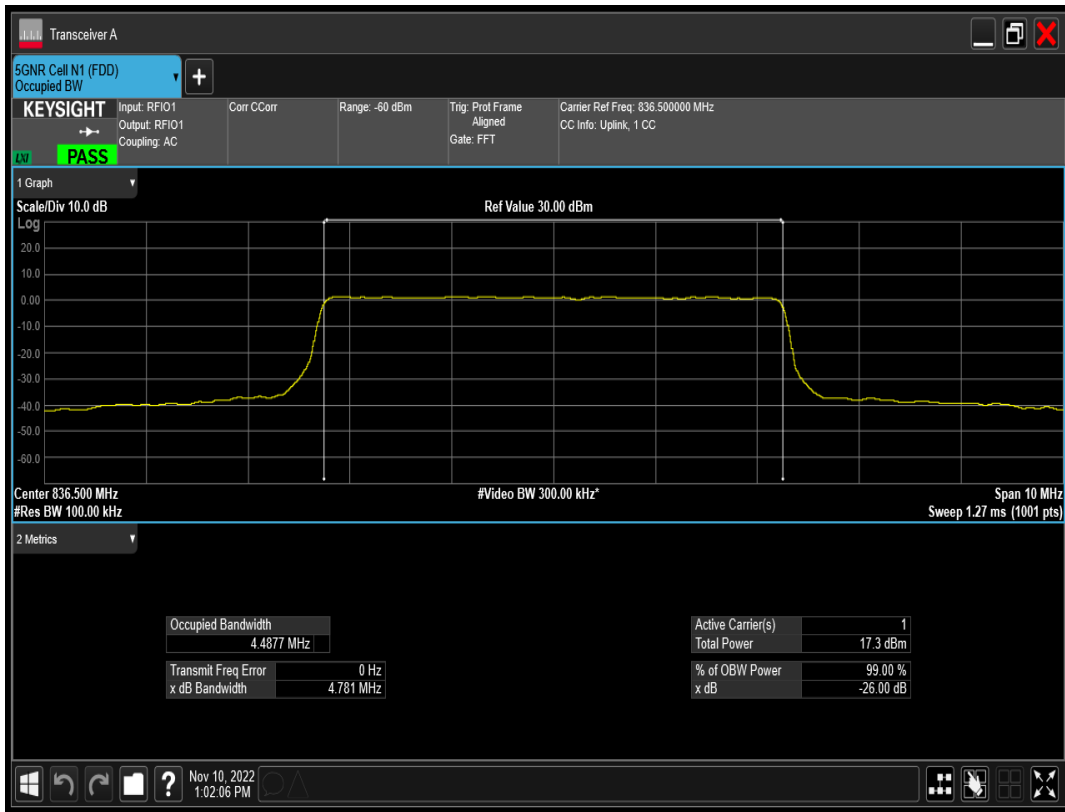 Transceiver A
5GNR Cell N1 (FDD)
Occupied BW
KEYSIGHT
Input: RFIO1
Output: RFIO1
Coupling: AC
Corr CCorr
Range: -60 dBm
Trig: Prot Frame
Aligned
Gate: FFT
Carrier Ref Freq: 836.500000 MHz
CC Info: Uplink, 1 CC
LXI
PASS
1 Graph
Scale/Div 10.0 dB
Ref Value 30.00 dBm
Log
20.0
10.0
0.00
-10.0
-20.0
-30.0
-40.0
-50.0
-60.0
Center 836.500 MHz
#Video BW 300.00 kHz*
Span 10 MHz
#Res BW 100.00 kHz
Sweep 1.27 ms (1001 pts)
2 Metrics
Occupied Bandwidth
4.4877 MHz
Transmit Freq Error 0 Hz
x dB Bandwidth 4.781 MHz
Active Carrier(s) 1
Total Power 17.3 dBm
% of OBW Power 99.00 %
x dB -26.00 dB
Nov 10, 2022
1:02:06 PM